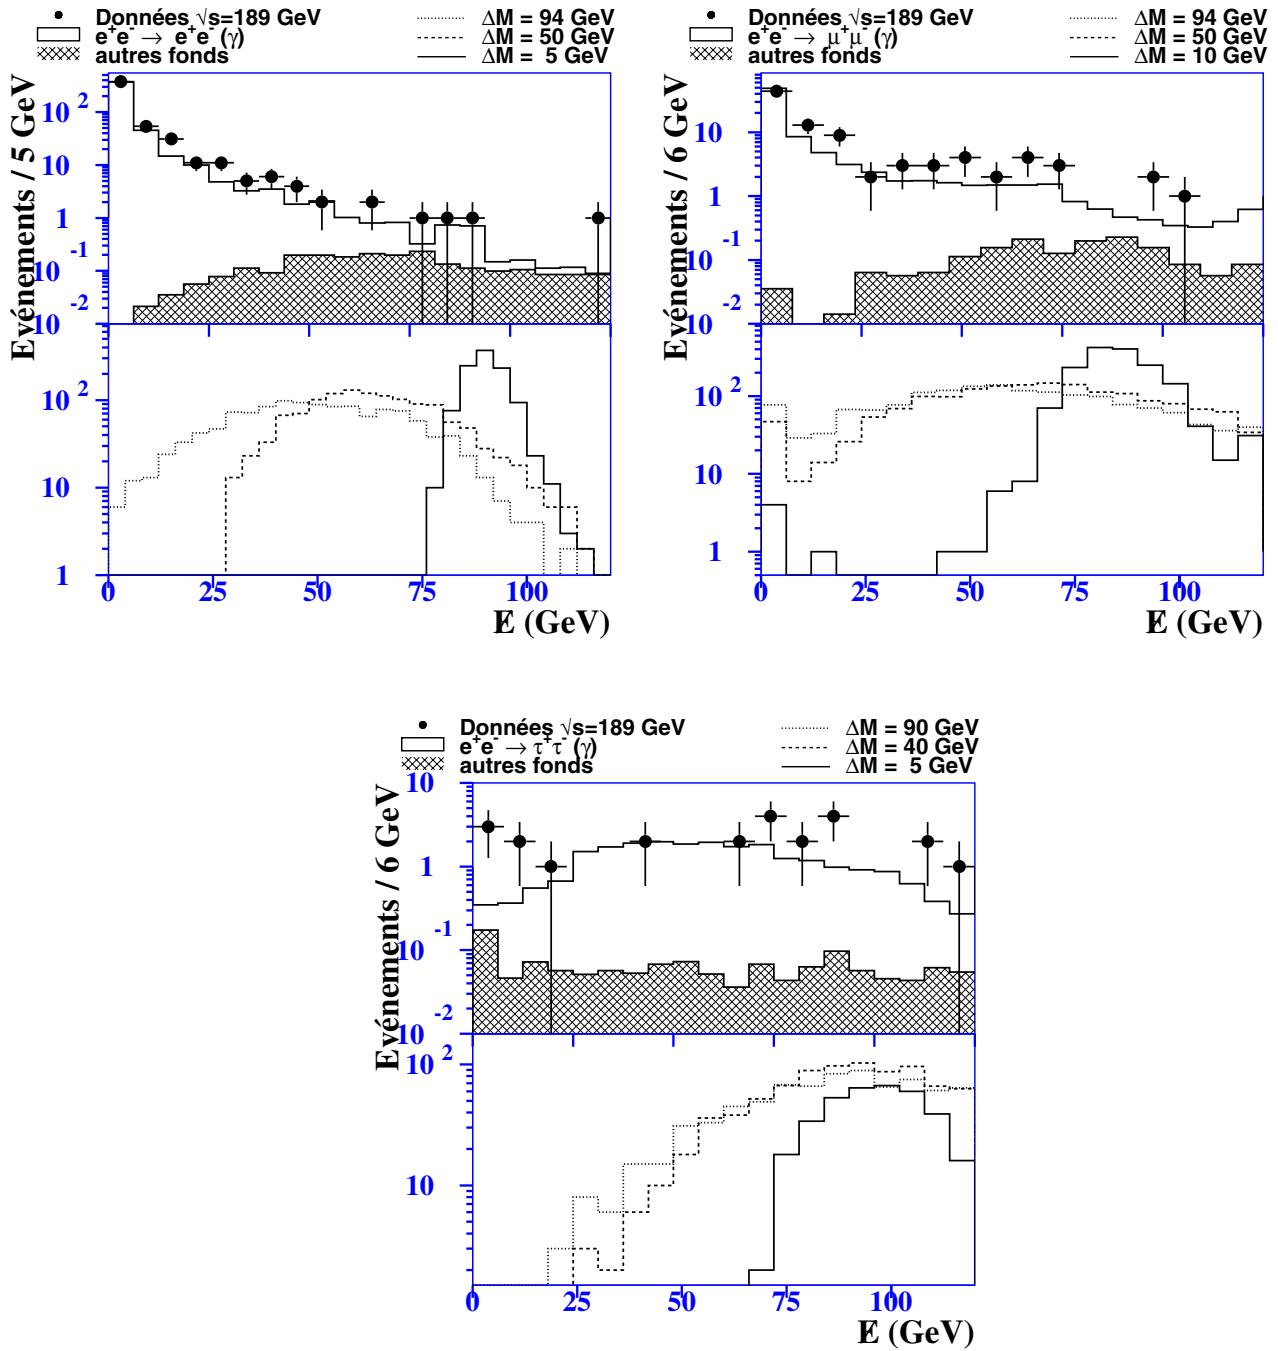 Données √s=189 GeV
e⁺e⁻ → e⁺e⁻ (γ)
autres fonds
ΔM = 94 GeV
ΔM = 50 GeV
ΔM = 5 GeV
Evénements / 5 GeV
10²
10
1
10⁻¹
10⁻²
10²
10
1
0 25 50 75 100
E̸ (GeV)
Données √s=189 GeV
e⁺e⁻ → μ⁺μ⁻ (γ)
autres fonds
ΔM = 94 GeV
ΔM = 50 GeV
ΔM = 10 GeV
Evénements / 6 GeV
10
1
10⁻¹
10⁻²
10²
10
1
0 25 50 75 100
E̸ (GeV)
Données √s=189 GeV
e⁺e⁻ → τ⁺τ⁻ (γ)
autres fonds
ΔM = 90 GeV
ΔM = 40 GeV
ΔM = 5 GeV
Evénements / 6 GeV
10
1
10⁻¹
10⁻²
10²
10
0 25 50 75 100
E̸ (GeV)